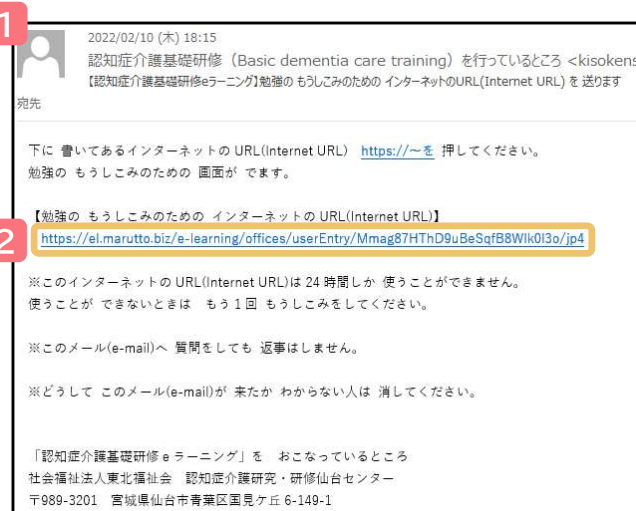 1
2022/02/10 (木) 18:15
認知症介護基礎研修（Basic dementia care training）を行っているところ <kisokens
【認知症介護基礎研修eラーニング】勉強の もうしこみのための インターネットのURL(Internet URL) を 送ります
宛先
下に 書いてあるインターネットの URL(Internet URL) https://～を 押してください。
勉強の もうしこみのための 画面が でます。
【勉強の もうしこみのための インターネットの URL(Internet URL)】
2
https://el.marutto.biz/e-learning/offices/userEntry/Mmag87HThD9uBeSqfB8WIk0I3o/jp4
※このインターネットの URL(Internet URL)は 24 時間しか 使うことができません。
使うことが できないときは もう１回 もうしこみをしてください。
※このメール(e-mail)へ 質問をしても 返事はしません。
※どうして このメール(e-mail)が 来たか わからない人は 消してください。
「認知症介護基礎研修 e ラーニング」を おこなっているところ
社会福祉法人東北福祉会 認知症介護研究・研修仙台センター
〒989-3201 宮城県仙台市青葉区国見ケ丘 6-149-1